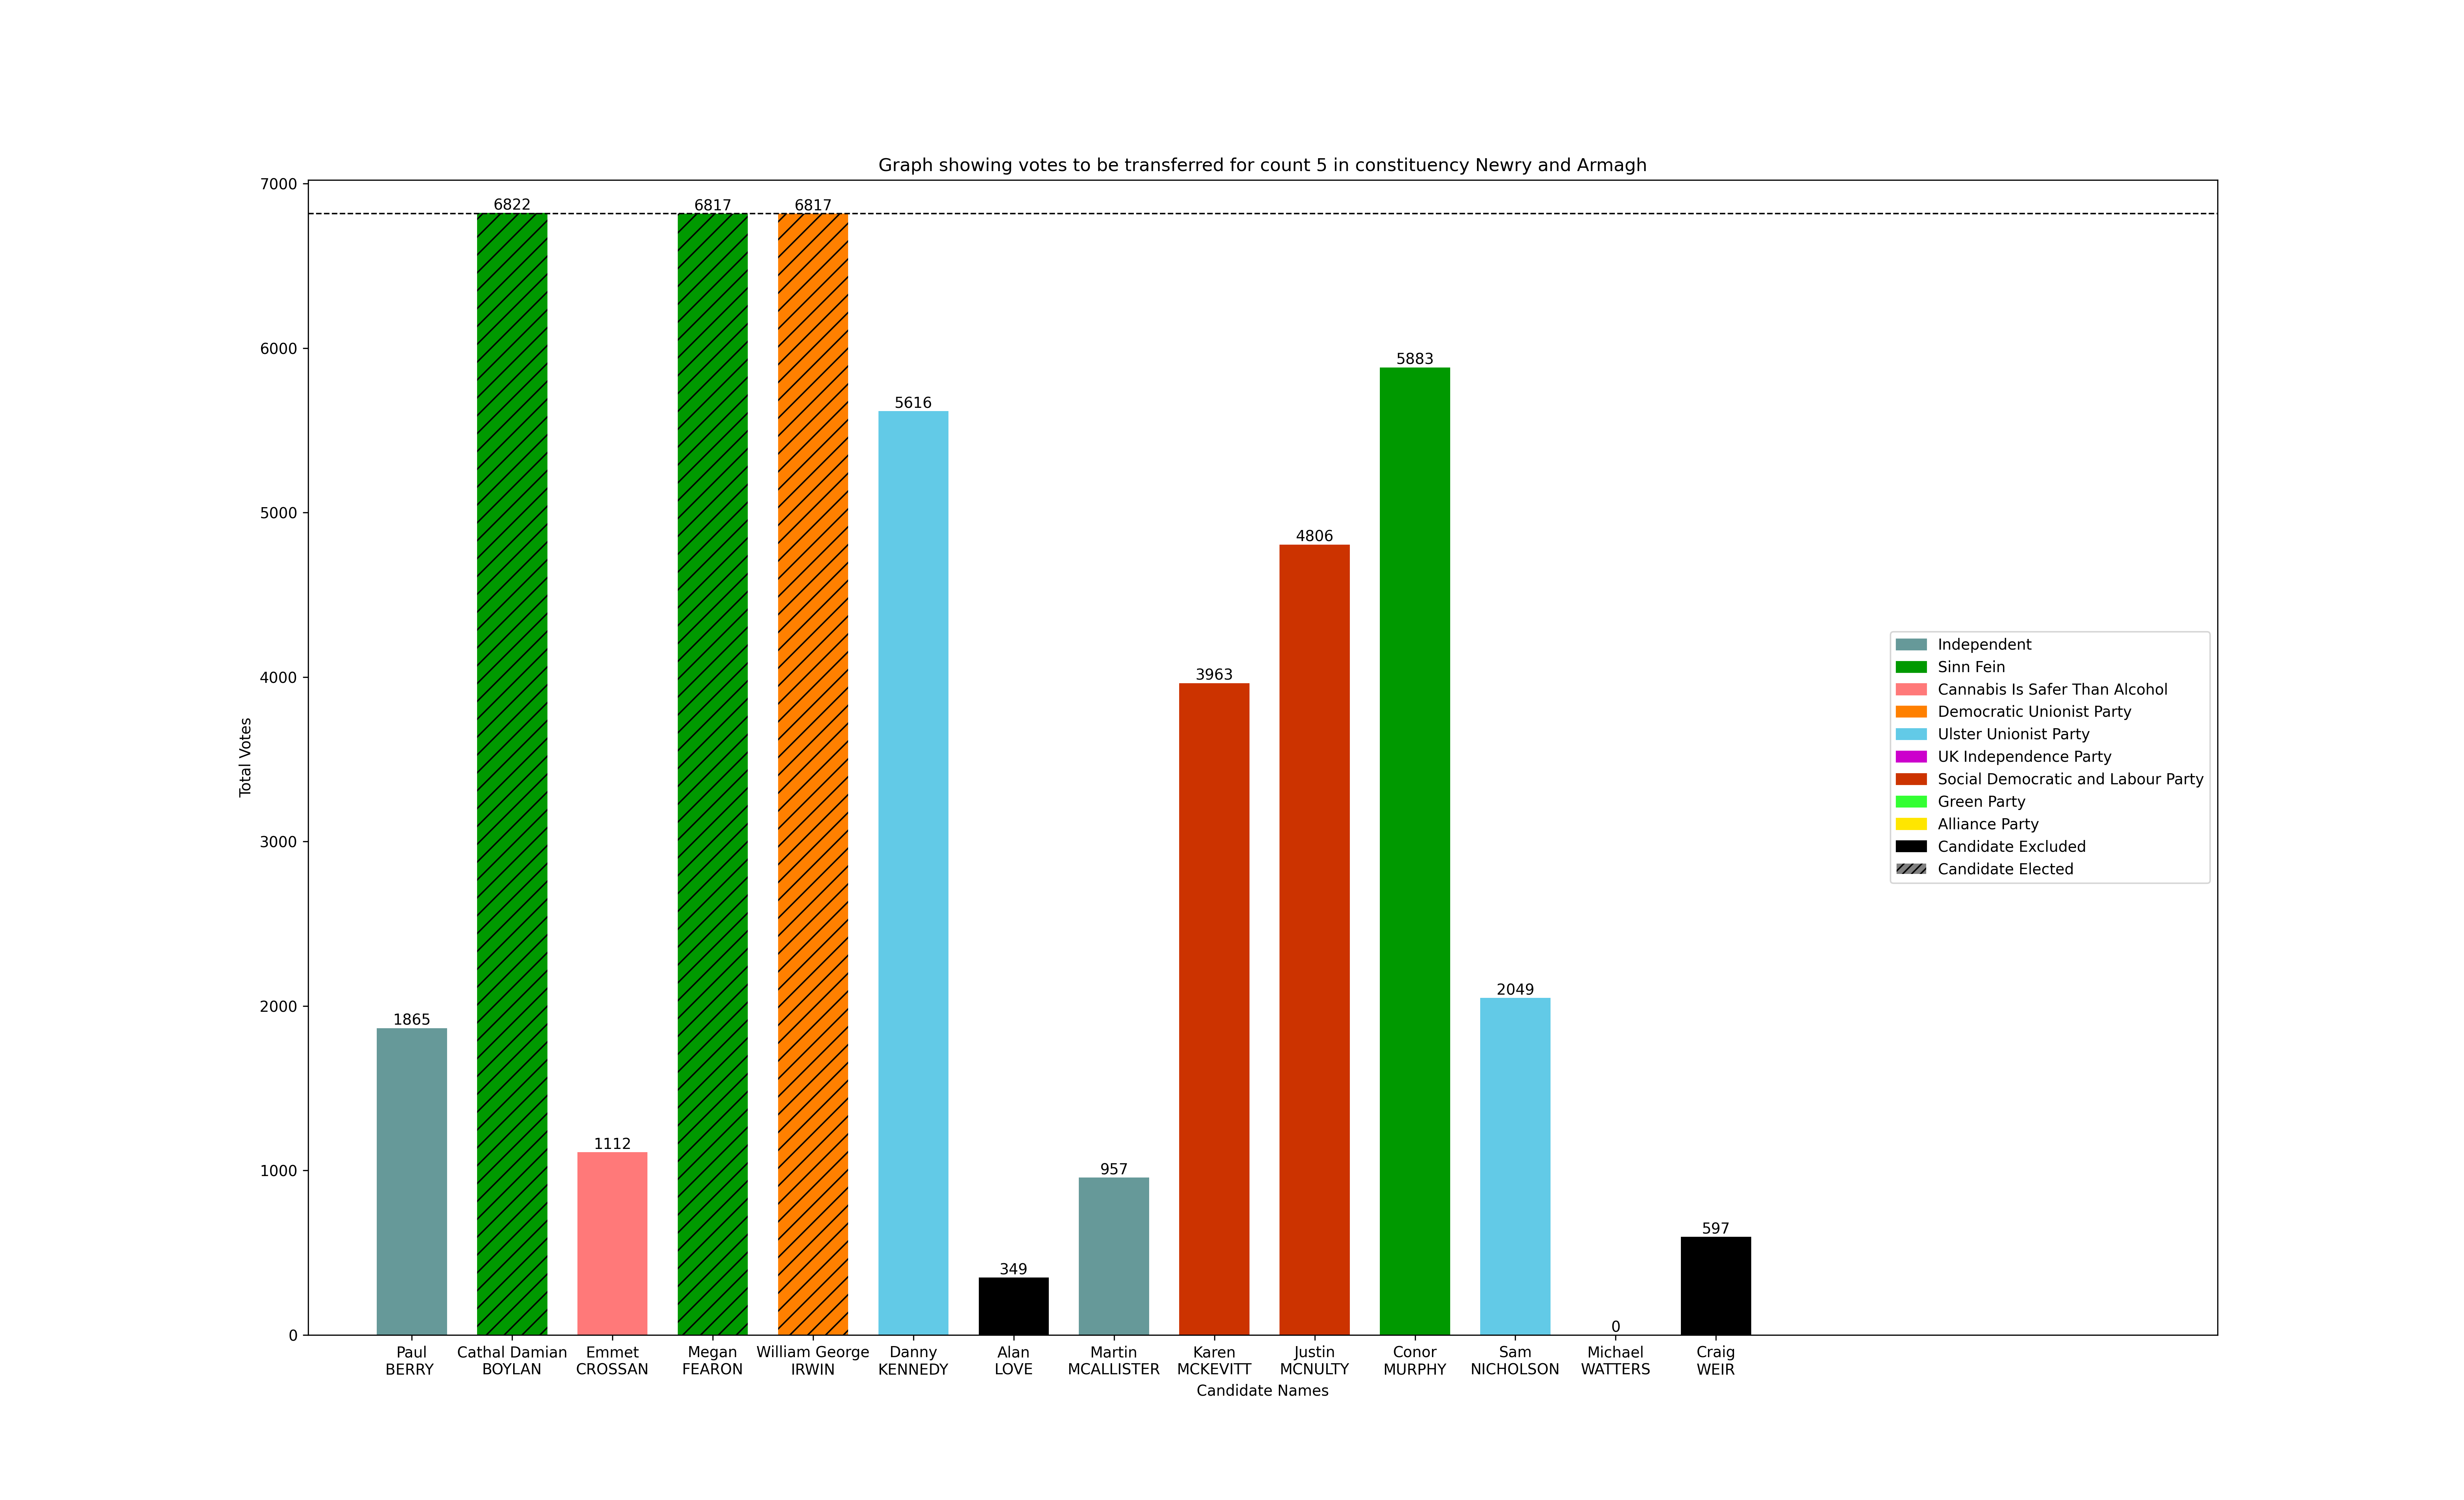 Graph showing votes to be transferred for count 5 in constituency Newry and Armagh
7000
6000
5000
4000
3000
2000
1000
0
Total Votes
1865
6822
1112
6817
6817
5616
349
957
3963
4806
5883
2049
0
597
Independent
Sinn Fein
Cannabis Is Safer Than Alcohol
Democratic Unionist Party
Ulster Unionist Party
UK Independence Party
Social Democratic and Labour Party
Green Party
Alliance Party
Candidate Excluded
Candidate Elected
Paul
BERRY
Cathal Damian
BOYLAN
Emmet
CROSSAN
Megan
FEARON
William George
IRWIN
Danny
KENNEDY
Alan
LOVE
Martin
MCALLISTER
Karen
MCKEVITT
Justin
MCNULTY
Conor
MURPHY
Sam
NICHOLSON
Michael
WATTERS
Craig
WEIR
Candidate Names